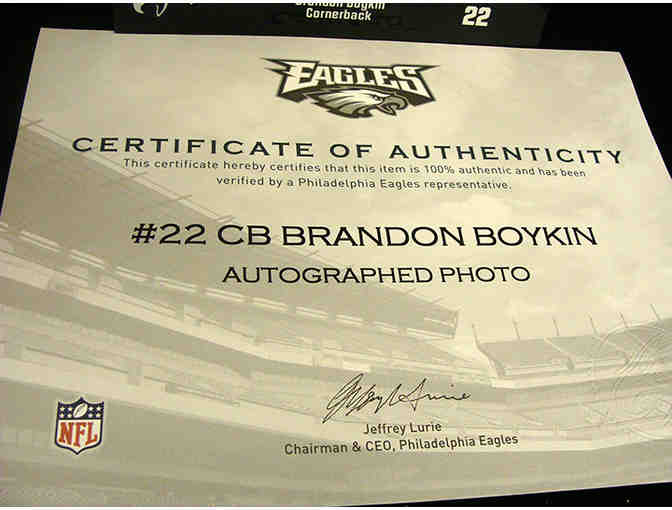 Brandon Boykin
Cornerback
22
EAGLES
CERTIFICATE OF AUTHENTICITY
This certificate hereby certifies that this item is 100% authentic and has been
verified by a Philadelphia Eagles representative.
#22 CB BRANDON BOYKIN
AUTOGRAPHED PHOTO
Jeffrey Lurie
Chairman & CEO, Philadelphia Eagles
NFL